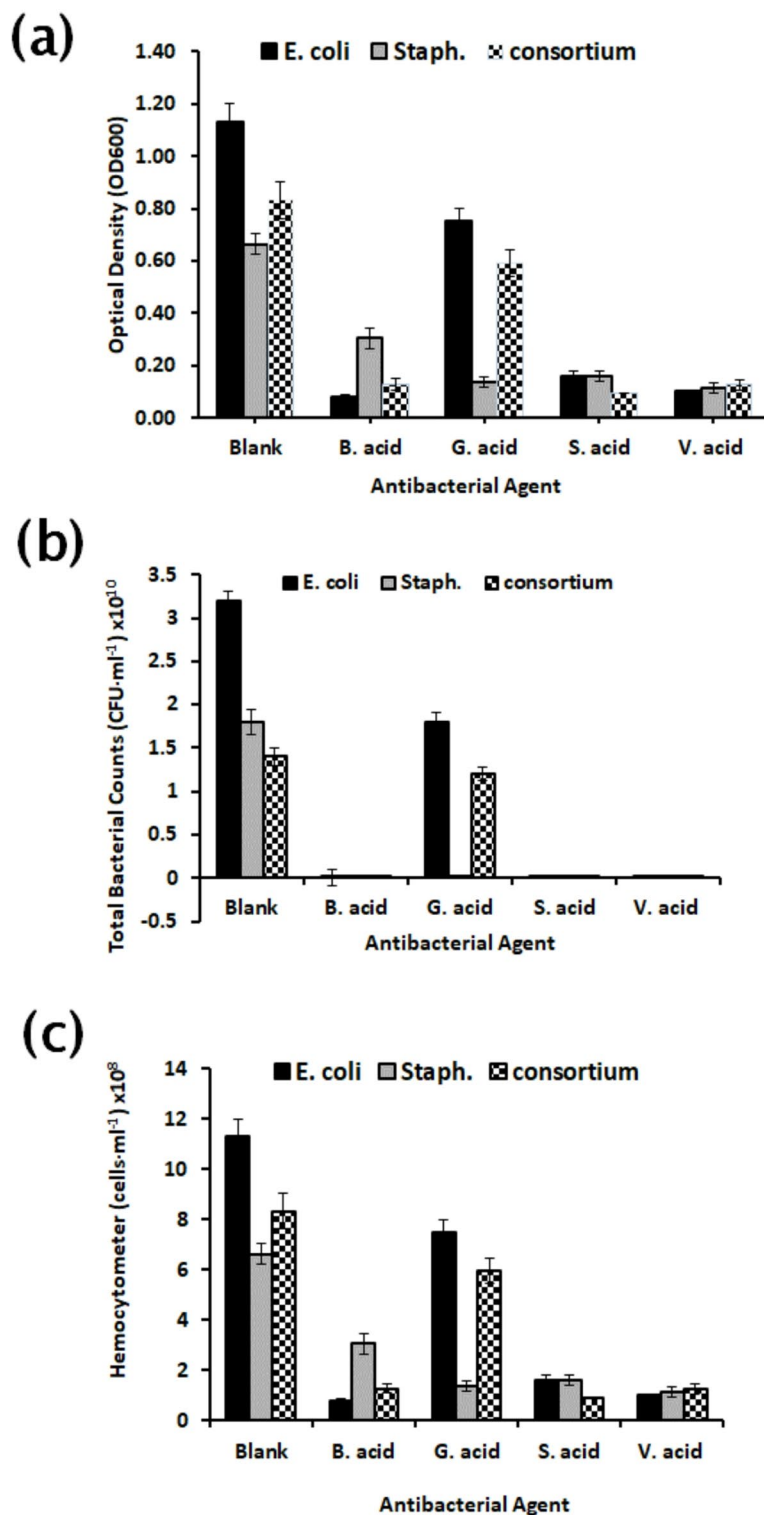 (a)
E. coli Staph. consortium
Optical Density (OD600)
1.40
1.20
1.00
0.80
0.60
0.40
0.20
0.00
Blank B. acid G. acid S. acid V. acid
Antibacterial Agent
(b)
E. coli Staph. consortium
Total Bacterial Counts (CFU·ml⁻¹) x10¹⁰
3.5
3
2.5
2
1.5
1
0.5
0
-0.5
Blank B. acid G. acid S. acid V. acid
Antibacterial Agent
(c)
E. coli Staph. consortium
Hemocytometer (cells·ml⁻¹) x10⁸
14
12
10
8
6
4
2
0
Blank B. acid G. acid S. acid V. acid
Antibacterial Agent